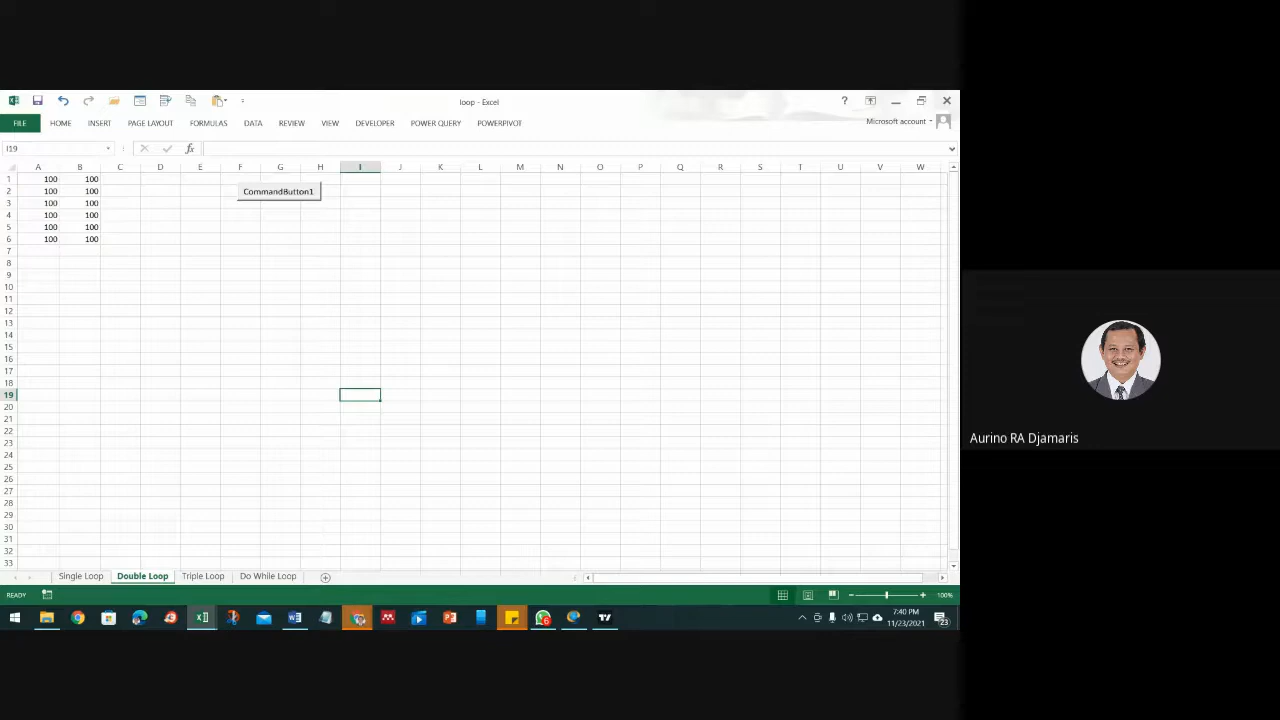 loop - Excel
FILE HOME INSERT PAGE LAYOUT FORMULAS DATA REVIEW VIEW DEVELOPER POWER QUERY POWERPIVOT
Microsoft account
I19
A B C D E F G H I J K L M N O P Q R S T U V W
1 100 100
CommandButton1
2 100 100
3 100 100
4 100 100
5 100 100
6 100 100
7
8
9
10
11
12
13
14
15
16
17
18
19
20
21
22
23
24
25
26
27
28
29
30
31
32
33
Single Loop Double Loop Triple Loop Do While Loop
READY
100%
7:40 PM
11/23/2021
23
Aurino RA Djamaris